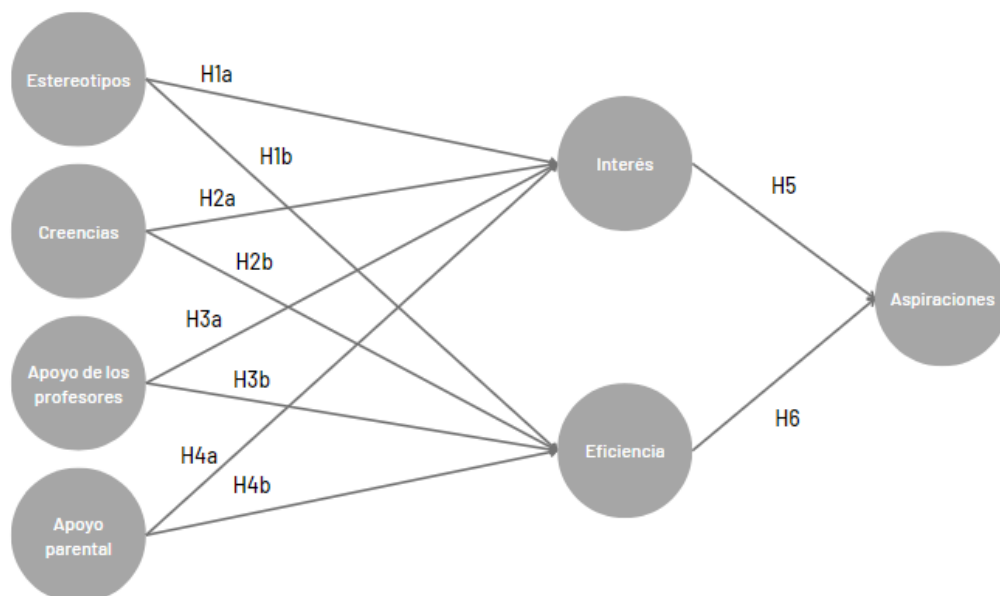 Estereotipos
H1a
H1b
Interés
H2a
H5
Creencias
H2b
Aspiraciones
H3a
Apoyo de los
profesores
H3b
H6
H4a
Eficiencia
H4b
Apoyo
parental